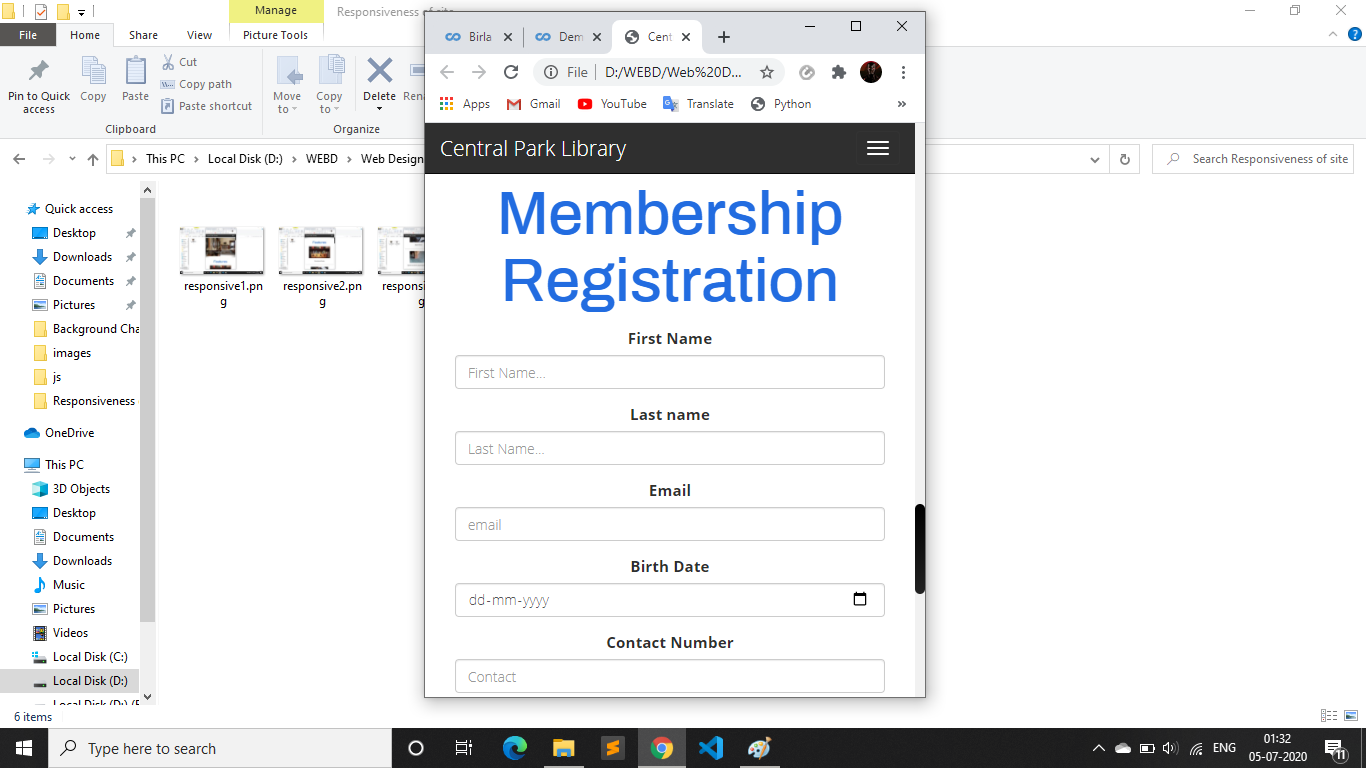 Manage
Responsiveness of site
File
Home
Share
View
Picture Tools
Pin to Quick access
Copy
Paste
Cut
Copy path
Paste shortcut
Clipboard
Move to
Copy to
Delete
Organize
This PC
Local Disk (D:)
WEBD
Web Design
Search Responsiveness of site
Quick access
Desktop
Downloads
Documents
Pictures
Background Cha
images
js
Responsiveness
OneDrive
This PC
3D Objects
Desktop
Documents
Downloads
Music
Pictures
Videos
Local Disk (C:)
Local Disk (D:)
6 items
responsive1.png
responsive2.png
Birla
Dem
Cent
File
D:/WEBD/Web%20D...
Apps
Gmail
YouTube
Translate
Python
»
Central Park Library
Membership
Registration
First Name
First Name...
Last name
Last Name...
Email
email
Birth Date
dd-mm-yyyy
Contact Number
Contact
Type here to search
ENG
01:32
05-07-2020
11